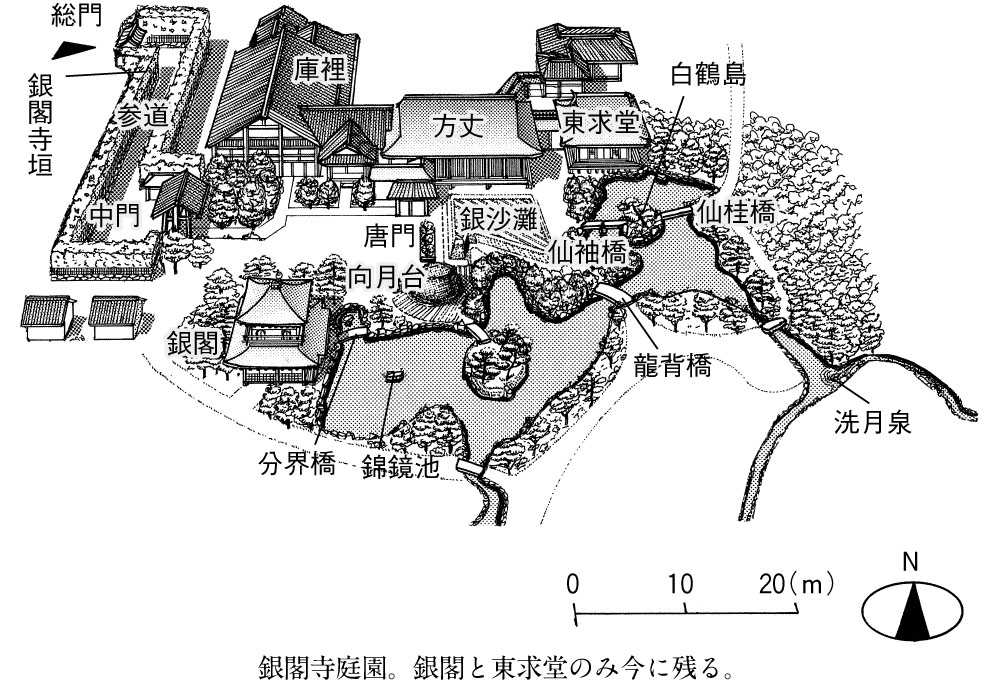 総門
銀閣寺垣
参道
中門
庫裡
方丈
東求堂
白鶴島
唐門
銀沙灘
仙桂橋
仙袖橋
向月台
銀閣
龍背橋
洗月泉
分界橋
錦鏡池
0 10 20(m)
N
銀閣寺庭園。銀閣と東求堂のみ今に残る。